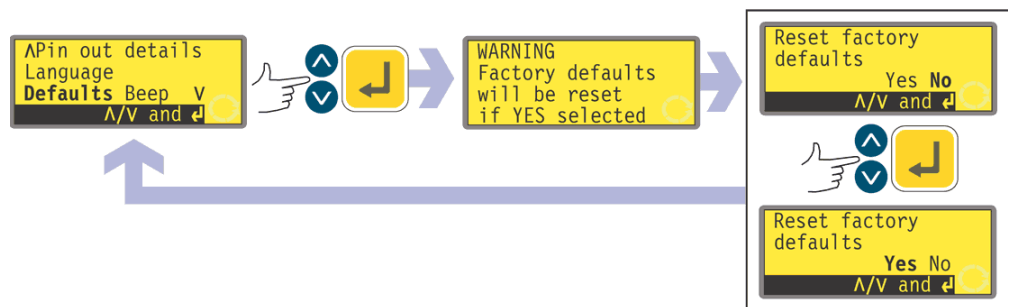 ΛPin out details
Language
Defaults Beep V
Λ/V and ↵
WARNING
Factory defaults
will be reset
if YES selected
Reset factory
defaults
Yes No
Λ/V and ↵
Reset factory
defaults
Yes No
Λ/V and ↵